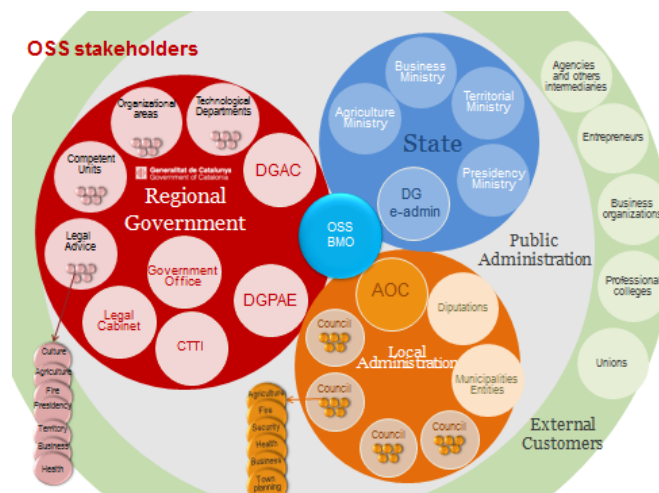 OSS stakeholders
Organizational
areas
Technological
Departments
Competent
Units
Legal
Advice
Generalitat de Catalunya
Government of Catalonia
Regional
Government
DGAC
Government
Office
DGPAE
Legal
Cabinet
CTTI
OSS
BMO
Business
Ministry
Agriculture
Ministry
Territorial
Ministry
State
Presidency
Ministry
DG
e-admin
Public
Administration
AOC
Diputations
Council
Local
Administration
Council
Municipalities
Entities
Council
Council
External
Customers
Agencies
and others
intermediaries
Entrepreneurs
Business
organizations
Professional
colleges
Unions
Culture
Agriculture
Fire
Presidency
Territory
Business
Health
Agriculture
Fire
Security
Health
Business
Town
planning